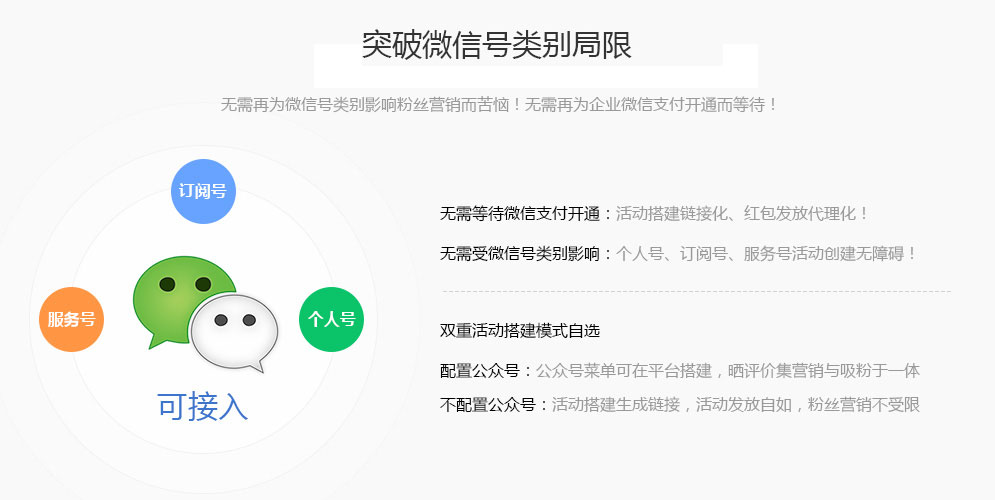 突破微信号类别局限
无需再为微信号类别影响粉丝营销而苦恼！无需再为企业微信支付开通而等待！
订阅号
服务号
个人号
可接入
无需等待微信支付开通：活动搭建链接化、红包发放代理化！
无需受微信号类别影响：个人号、订阅号、服务号活动创建无障碍！
双重活动搭建模式自选
配置公众号：公众号菜单可在平台搭建，晒评价集营销与吸粉于一体
不配置公众号：活动搭建生成链接，活动发放自如，粉丝营销不受限